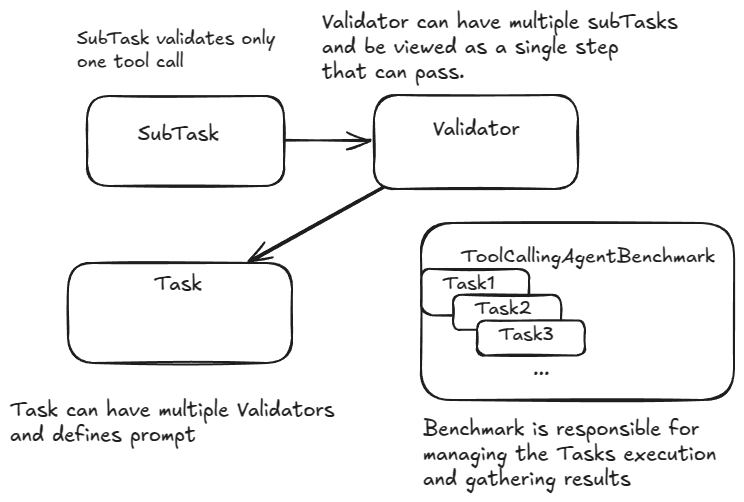 SubTask validates only
one tool call
Validator can have multiple subTasks
and be viewed as a single step
that can pass.
SubTask
Validator
Task
ToolCallingAgentBenchmark
Task1
Task2
Task3
...
Task can have multiple Validators
and defines prompt
Benchmark is responsible for
managing the Tasks execution
and gathering results